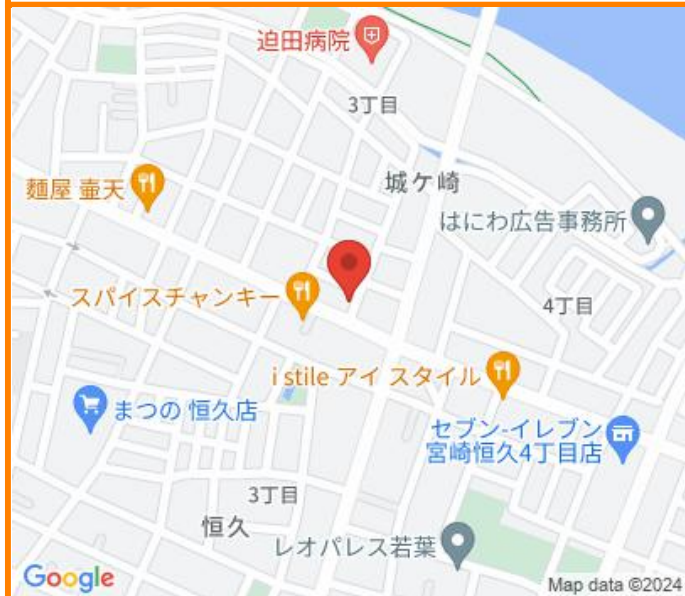 迫田病院
3丁目
城ケ崎
麺屋 壷天
はにわ広告事務所
スパイスチャンキー
4丁目
i stile アイ スタイル
まつの 恒久店
セブン-イレブン
宮崎恒久4丁目店
3丁目
恒久
レオパレス若葉
Google
Map data ©2024